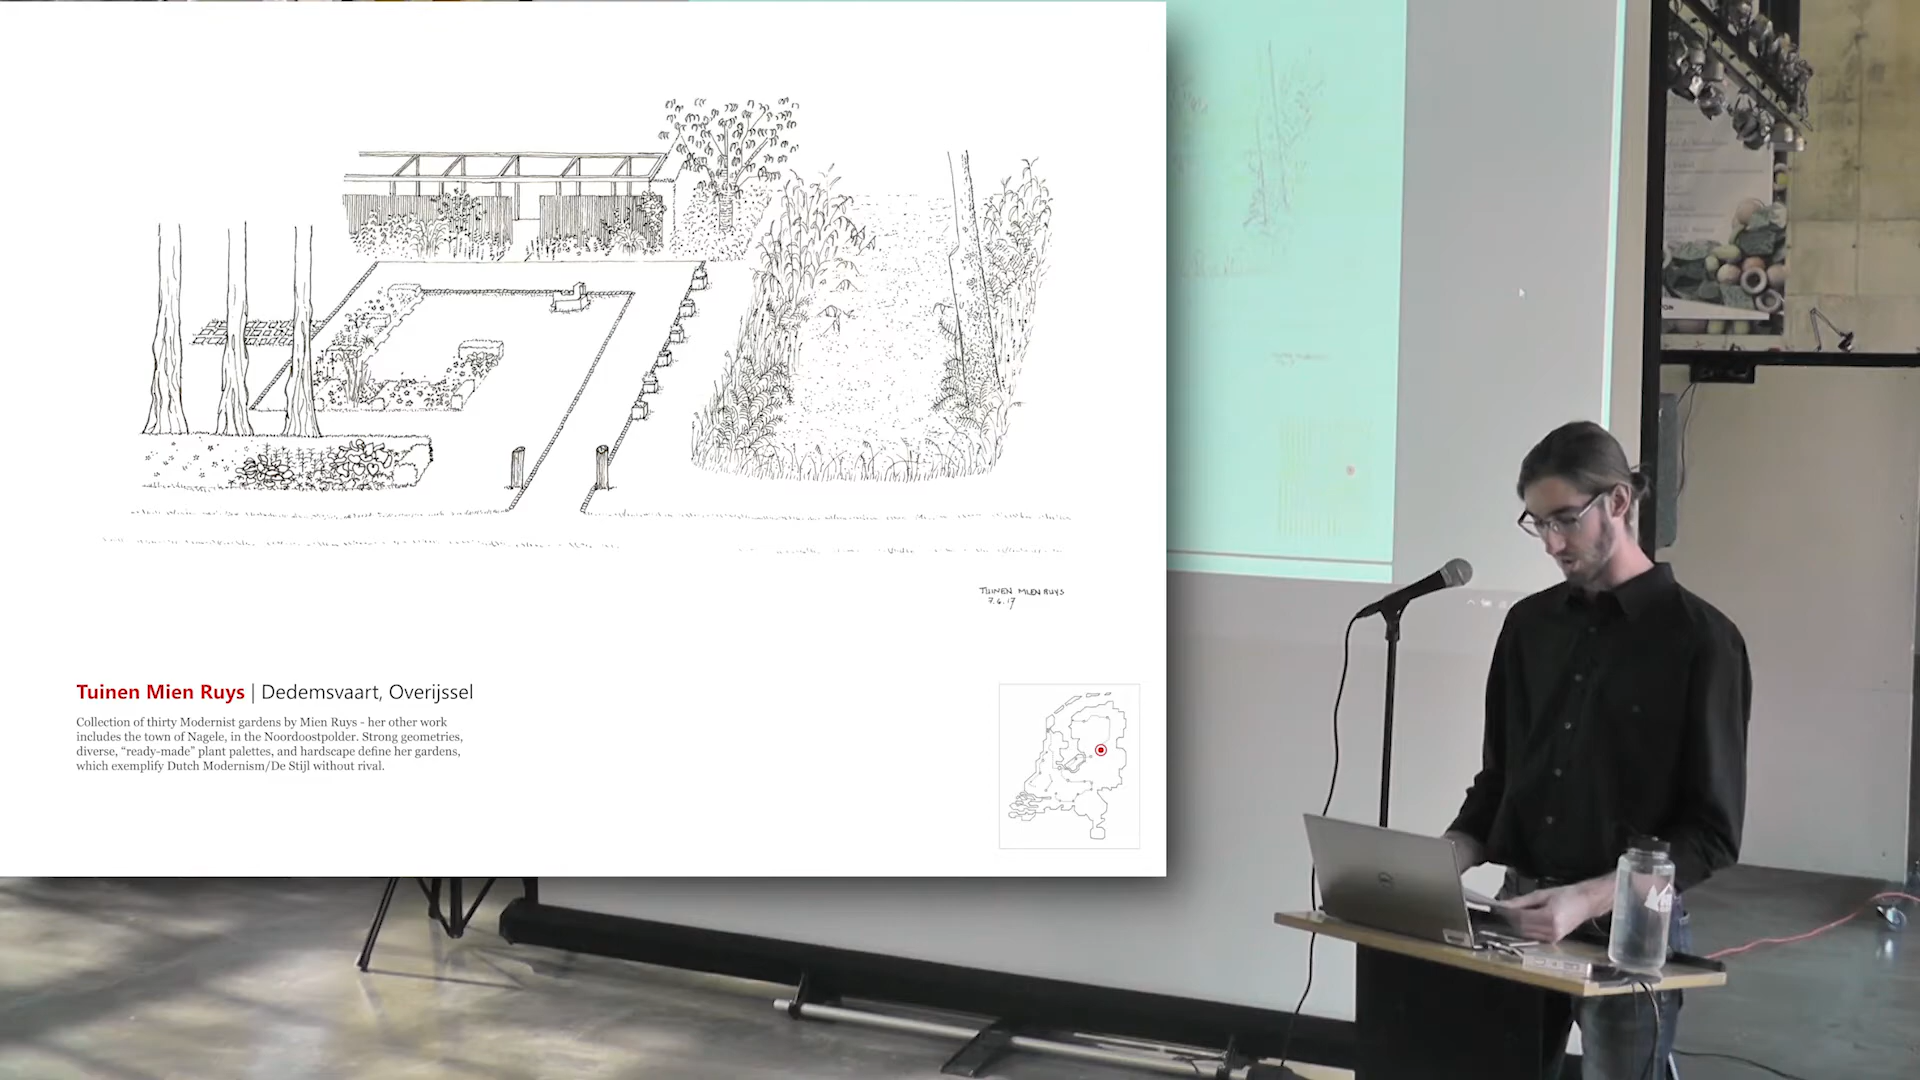 TUINEN MIEN RUYS
7.6.17
Tuinen Mien Ruys | Dedemsvaart, Overijssel
Collection of thirty Modernist gardens by Mien Ruys - her other work
includes the town of Nagele, in the Noordoostpolder. Strong geometries,
diverse, “ready-made” plant palettes, and hardscape define her gardens,
which exemplify Dutch Modernism/De Stijl without rival.